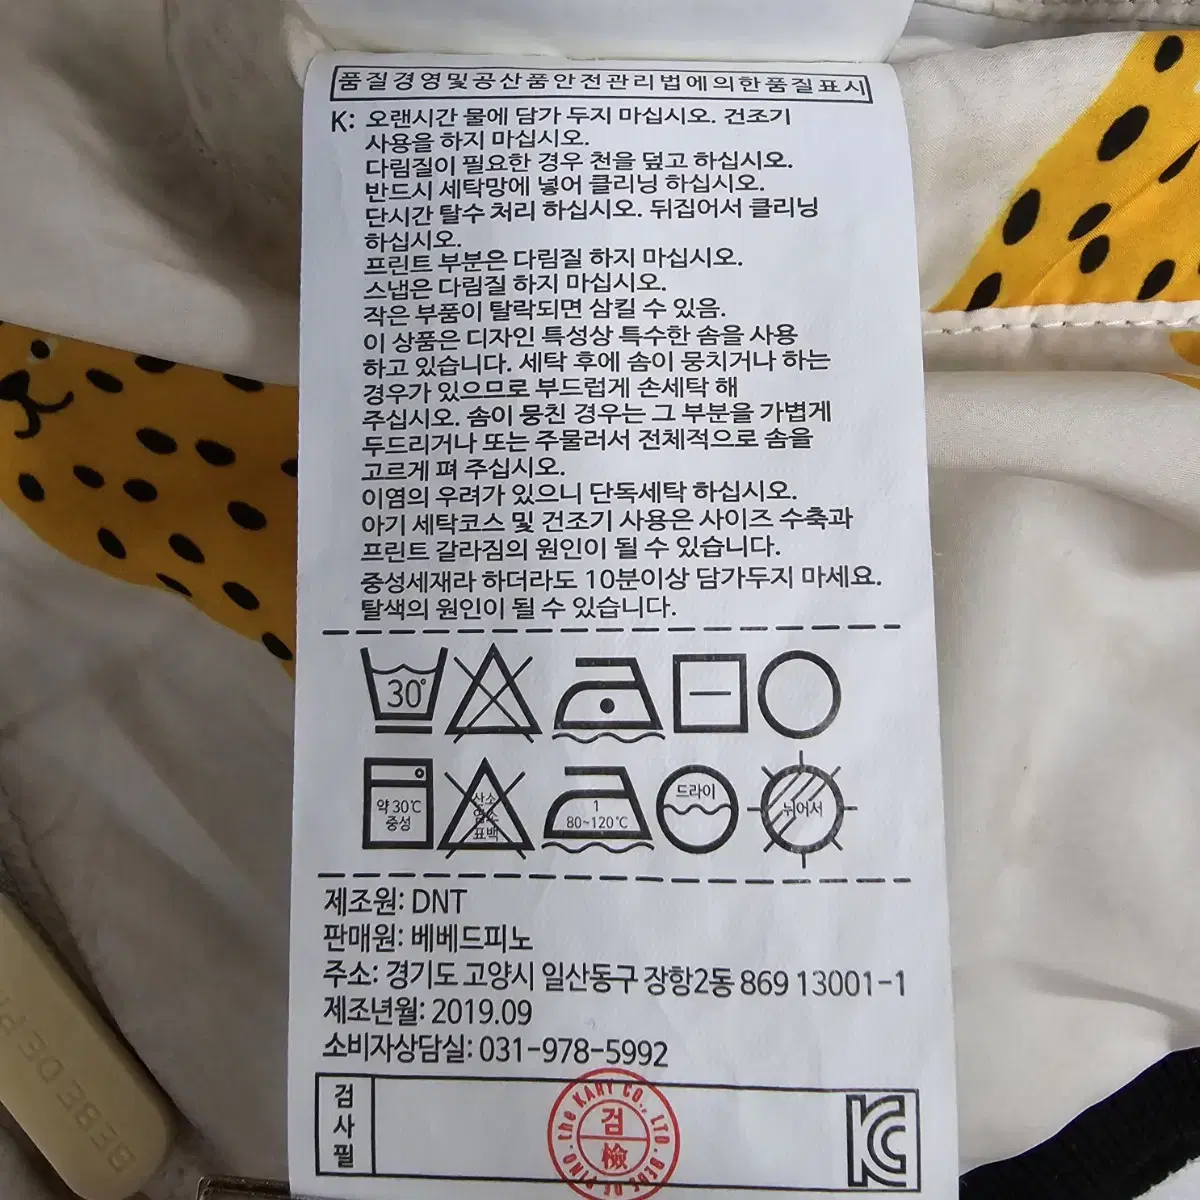 품질경영및공산품안전관리법에의한품질표시
K: 오랜시간 물에 담가 두지 마십시오. 건조기
사용을 하지 마십시오.
다림질이 필요한 경우 천을 덮고 하십시오.
반드시 세탁망에 넣어 클리닝 하십시오.
단시간 탈수 처리 하십시오. 뒤집어서 클리닝
하십시오.
프린트 부분은 다림질 하지 마십시오.
스냅은 다림질 하지 마십시오.
작은 부품이 탈락되면 삼킬 수 있음.
이 상품은 디자인 특성상 특수한 솜을 사용
하고 있습니다. 세탁 후에 솜이 뭉치거나 하는
경우가 있으므로 부드럽게 손세탁 해
주십시오. 솜이 뭉친 경우는 그 부분을 가볍게
두드리거나 또는 주물러서 전체적으로 솜을
고르게 펴 주십시오.
이염의 우려가 있으니 단독세탁 하십시오.
아기 세탁코스 및 건조기 사용은 사이즈 수축과
프린트 갈라짐의 원인이 될 수 있습니다.
중성세재라 하더라도 10분이상 담가두지 마세요.
탈색의 원인이 될 수 있습니다.
30°
약 30℃
중성
산소
염소
표백
1
80~120℃
드라이
뉘어서
제조원: DNT
판매원: 베베드피노
주소: 경기도 고양시 일산동구 장항2동 869 13001-1
제조년월: 2019.09
소비자상담실: 031-978-5992
검사필
the KARY CO., LTD. BEBE DE PINO.
검
檢
KC
BEBE DE P